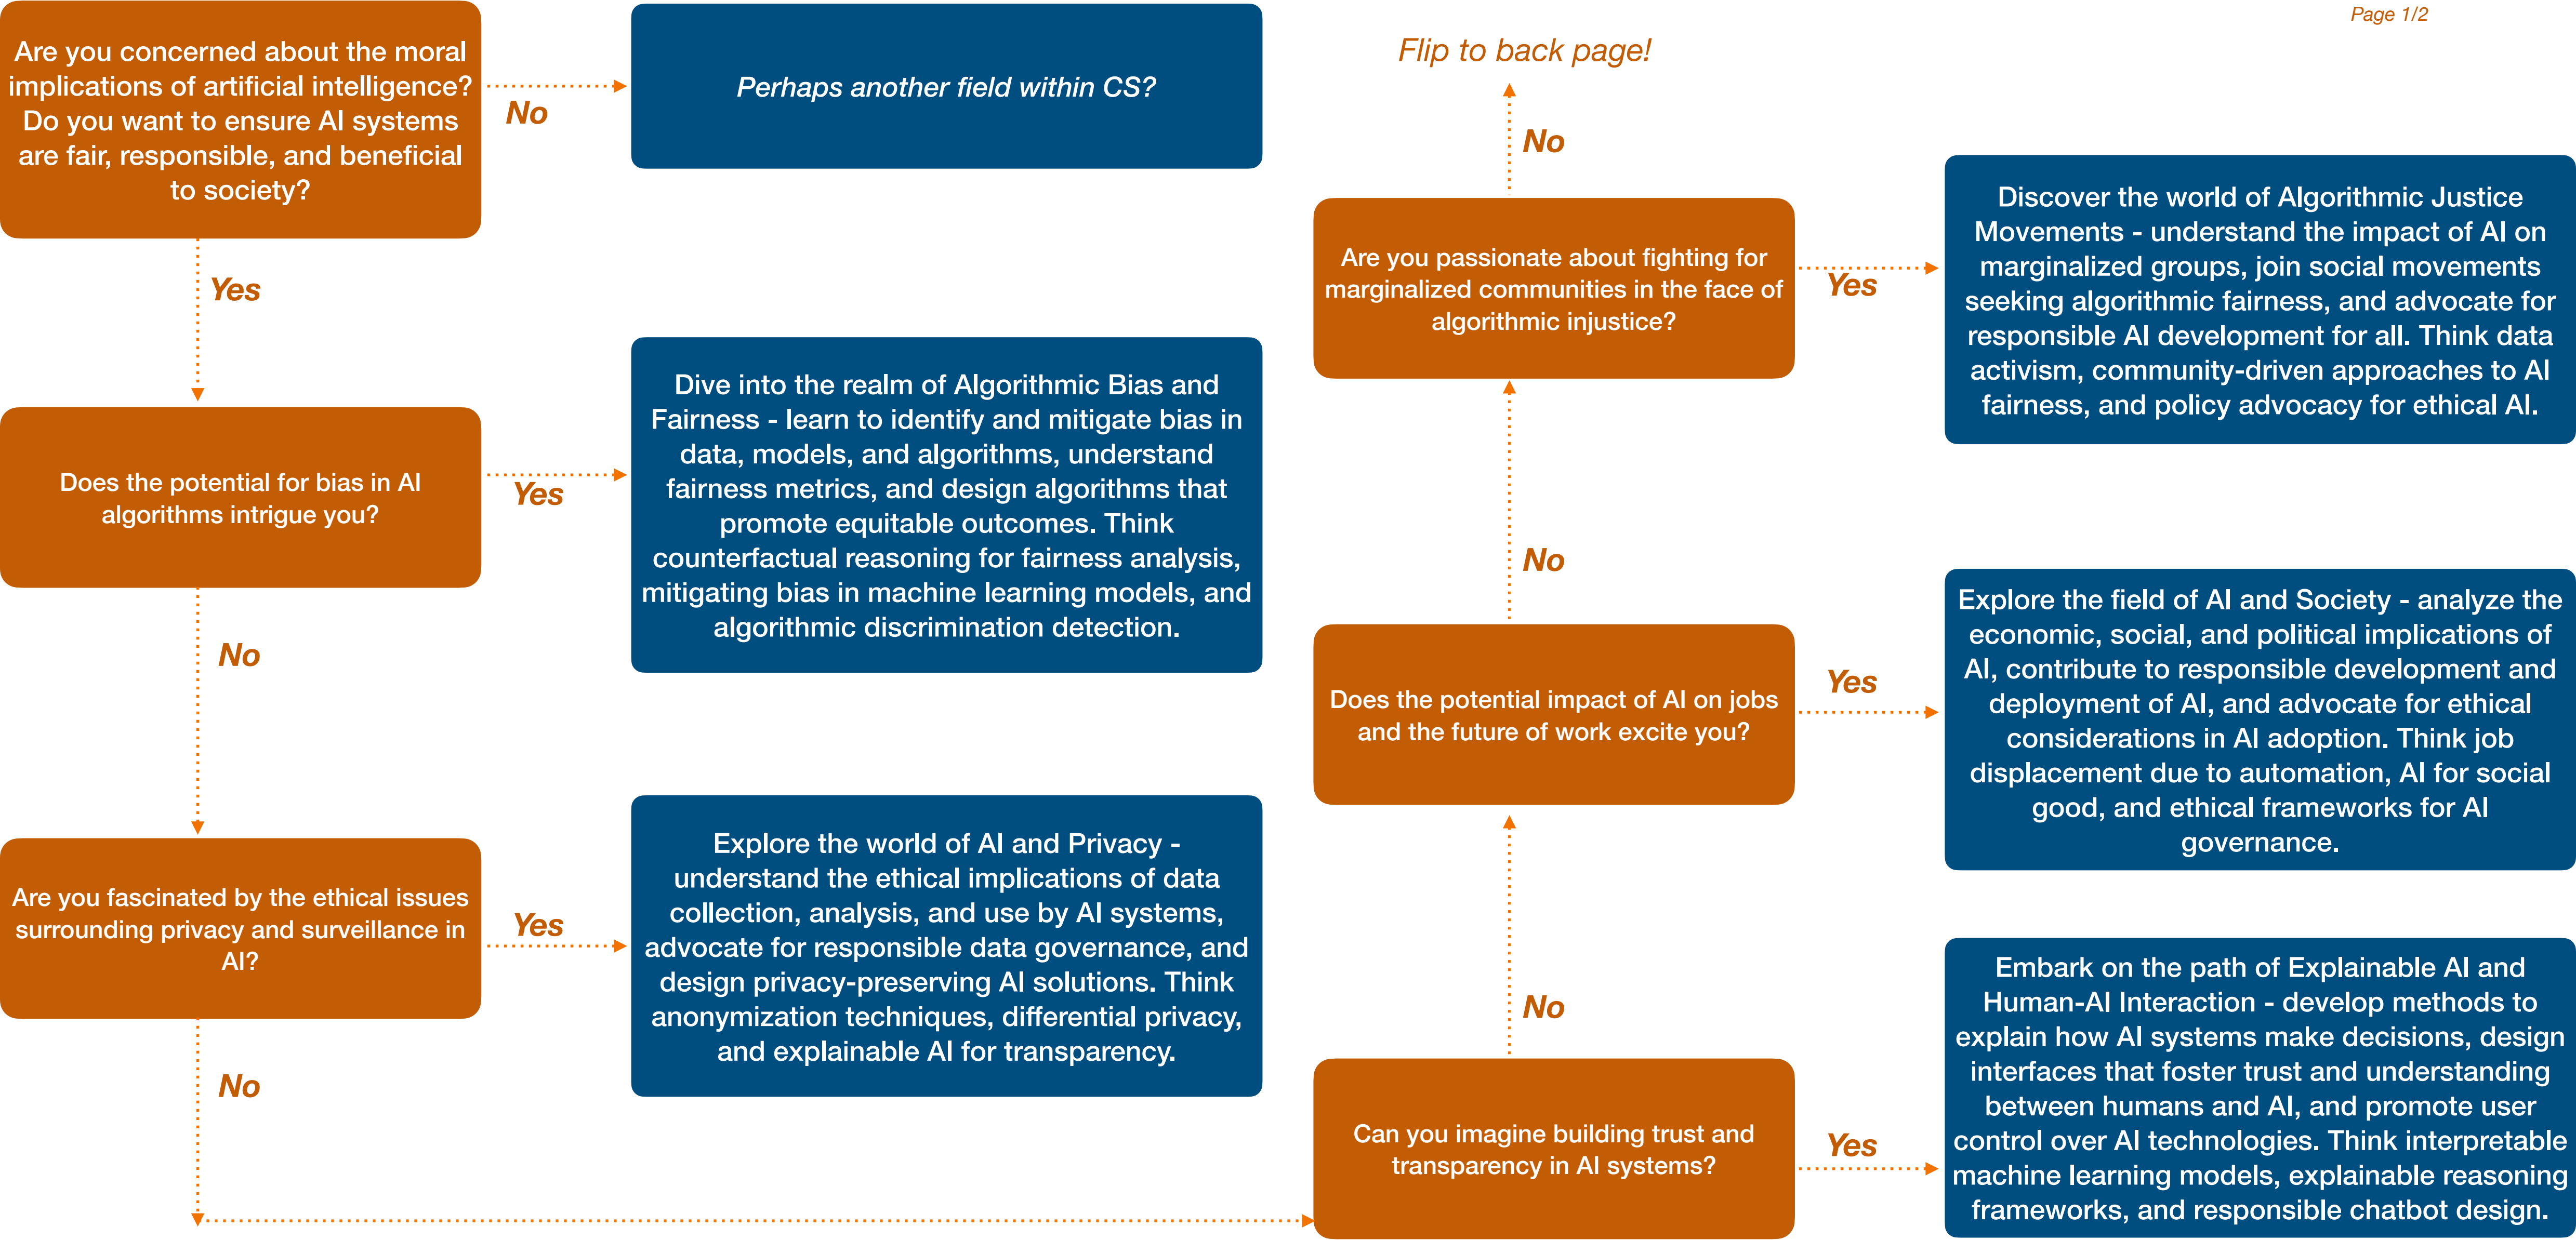 Page 1/2
Are you concerned about the moral
implications of artificial intelligence?
Do you want to ensure AI systems
are fair, responsible, and beneficial
to society?
No
Perhaps another field within CS?
Yes
Does the potential for bias in AI
algorithms intrigue you?
Yes
Dive into the realm of Algorithmic Bias and
Fairness - learn to identify and mitigate bias in
data, models, and algorithms, understand
fairness metrics, and design algorithms that
promote equitable outcomes. Think
counterfactual reasoning for fairness analysis,
mitigating bias in machine learning models, and
algorithmic discrimination detection.
No
Are you fascinated by the ethical issues
surrounding privacy and surveillance in
AI?
Yes
Explore the world of AI and Privacy -
understand the ethical implications of data
collection, analysis, and use by AI systems,
advocate for responsible data governance, and
design privacy-preserving AI solutions. Think
anonymization techniques, differential privacy,
and explainable AI for transparency.
No
Can you imagine building trust and
transparency in AI systems?
Yes
Embark on the path of Explainable AI and
Human-AI Interaction - develop methods to
explain how AI systems make decisions, design
interfaces that foster trust and understanding
between humans and AI, and promote user
control over AI technologies. Think interpretable
machine learning models, explainable reasoning
frameworks, and responsible chatbot design.
No
Does the potential impact of AI on jobs
and the future of work excite you?
Yes
Explore the field of AI and Society - analyze the
economic, social, and political implications of
AI, contribute to responsible development and
deployment of AI, and advocate for ethical
considerations in AI adoption. Think job
displacement due to automation, AI for social
good, and ethical frameworks for AI
governance.
No
Are you passionate about fighting for
marginalized communities in the face of
algorithmic injustice?
Yes
Discover the world of Algorithmic Justice
Movements - understand the impact of AI on
marginalized groups, join social movements
seeking algorithmic fairness, and advocate for
responsible AI development for all. Think data
activism, community-driven approaches to AI
fairness, and policy advocacy for ethical AI.
No
Flip to back page!